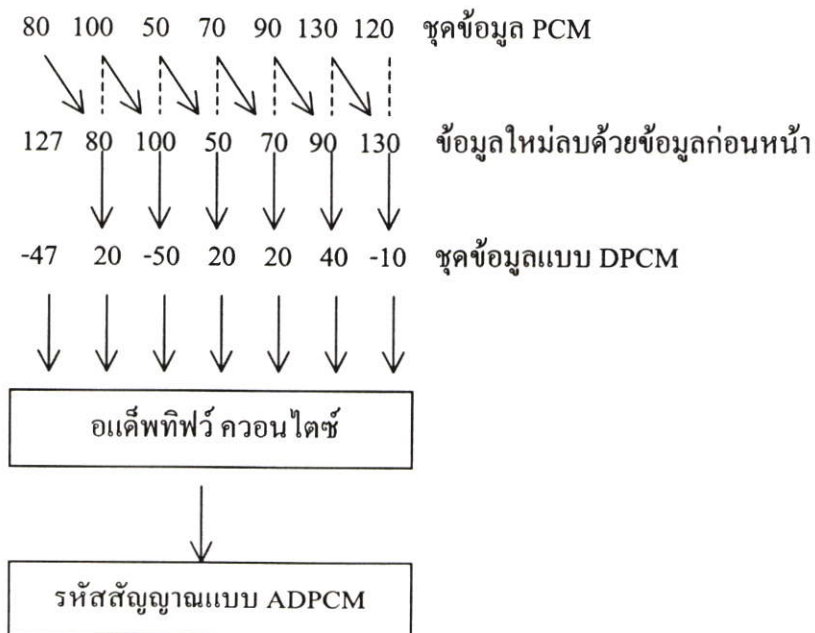 80 100 50 70 90 130 120 ชุดข้อมูล PCM
127 80 100 50 70 90 130 ข้อมูลใหม่ลบด้วยข้อมูลก่อนหน้า
-47 20 -50 20 20 40 -10 ชุดข้อมูลแบบ DPCM
อแด็พทิฟว์ ควอนไตซ์
รหัสสัญญาณแบบ ADPCM